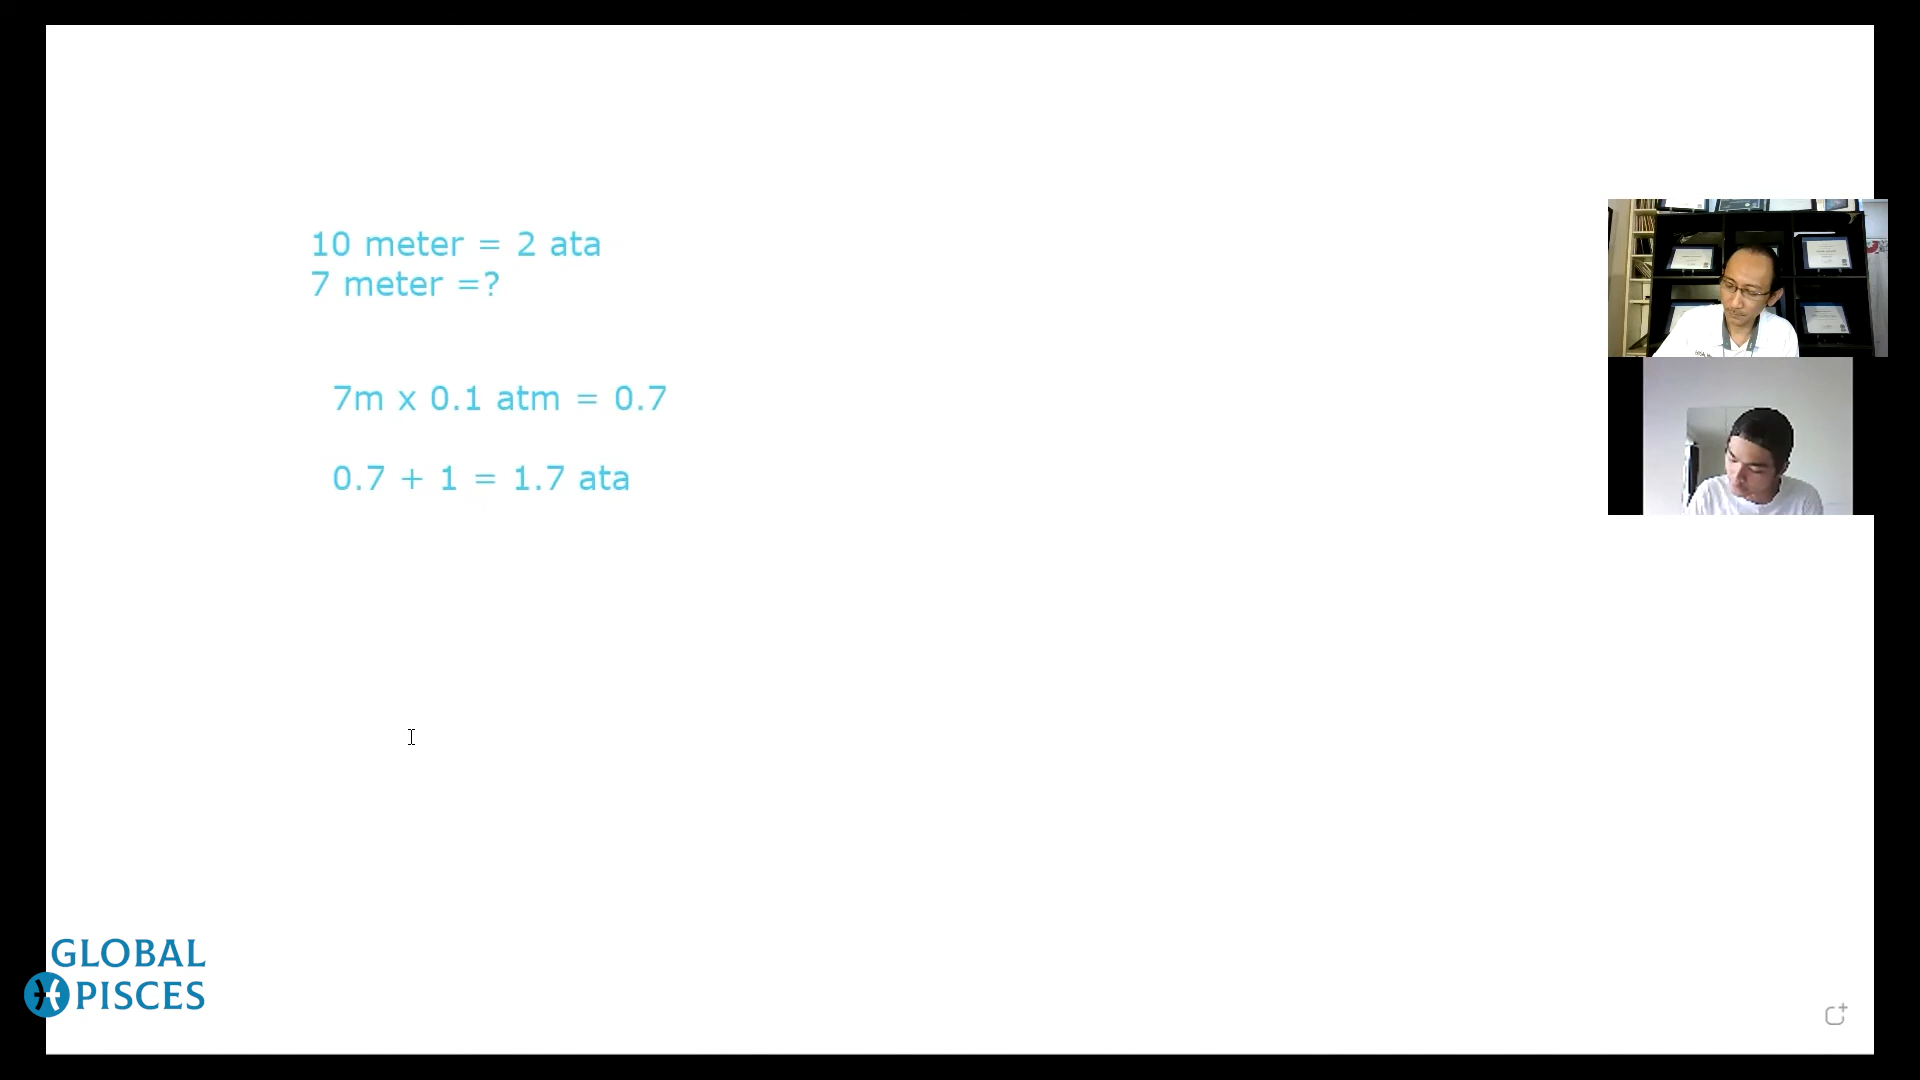 10 meter = 2 ata
7 meter =?
7m x 0.1 atm = 0.7
0.7 + 1 = 1.7 ata
GLOBAL
PISCES